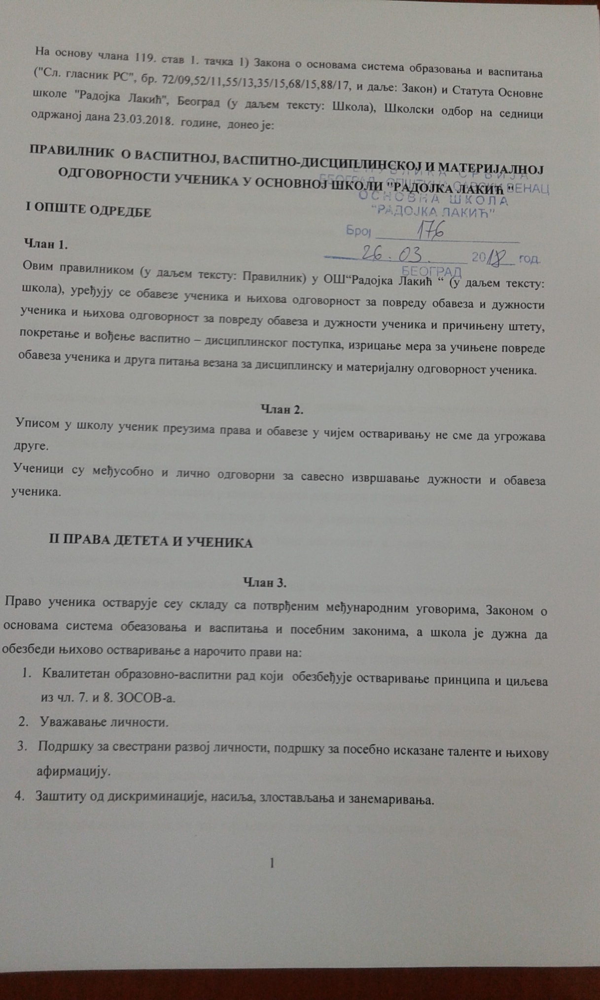 На основу члана 119. став 1. тачка 1) Закона о основама система образовања и васпитања
("Сл. гласник РС", бр. 72/09,52/11,55/13,35/15,68/15,88/17, и даље: Закон) и Статута Основне
школе "Радојка Лакић", Београд (у даљем тексту: Школа), Школски одбор на седници
одржаној дана 23.03.2018. године, донео је:
ПРАВИЛНИК О ВАСПИТНОЈ, ВАСПИТНО-ДИСЦИПЛИНСКОЈ И МАТЕРИЈАЛНОЈ
ОДГОВОРНОСТИ УЧЕНИКА У ОСНОВНОЈ ШКОЛИ "РАДОЈКА ЛАКИЋ "
РЕПУБЛИКА СРБИЈА
БЕОГРАД, ОПШТИНА САВСКИ ВЕНАЦ
ОСНОВНА ШКОЛА
"РАДОЈКА ЛАКИЋ"
Број 176
26.03. 2018 год.
БЕОГРАД
I ОПШТЕ ОДРЕДБЕ
Члан 1.
Овим правилником (у даљем тексту: Правилник) у ОШ“Радојка Лакић “ (у даљем тексту:
школа), уређују се обавезе ученика и њихова одговорност за повреду обавеза и дужности
ученика и њихова одговорност за повреду обавеза и дужности ученика и причињену штету,
покретање и вођење васпитно – дисциплинског поступка, изрицање мера за учињене повреде
обавеза ученика и друга питања везана за дисциплинску и материјалну одговорност ученика.
Члан 2.
Уписом у школу ученик преузима права и обавезе у чијем остваривању не сме да угрожава
друге.
Ученици су међусобно и лично одговорни за савесно извршавање дужности и обавеза
ученика.
II ПРАВА ДЕТЕТА И УЧЕНИКА
Члан 3.
Право ученика остварује сеу складу са потврђеним међународним уговорима, Законом о
основама система обеазовања и васпитања и посебним законима, а школа је дужна да
обезбеди њихово остваривање а нарочито прави на:
1. Квалитетан образовно-васпитни рад који обезбеђује остваривање принципа и циљева
из чл. 7. и 8. ЗОСОВ-а.
2. Уважавање личности.
3. Подршку за свестрани развој личности, подршку за посебно исказане таленте и њихову
афирмацију.
4. Заштиту од дискриминације, насиља, злостављања и занемаривања.
1